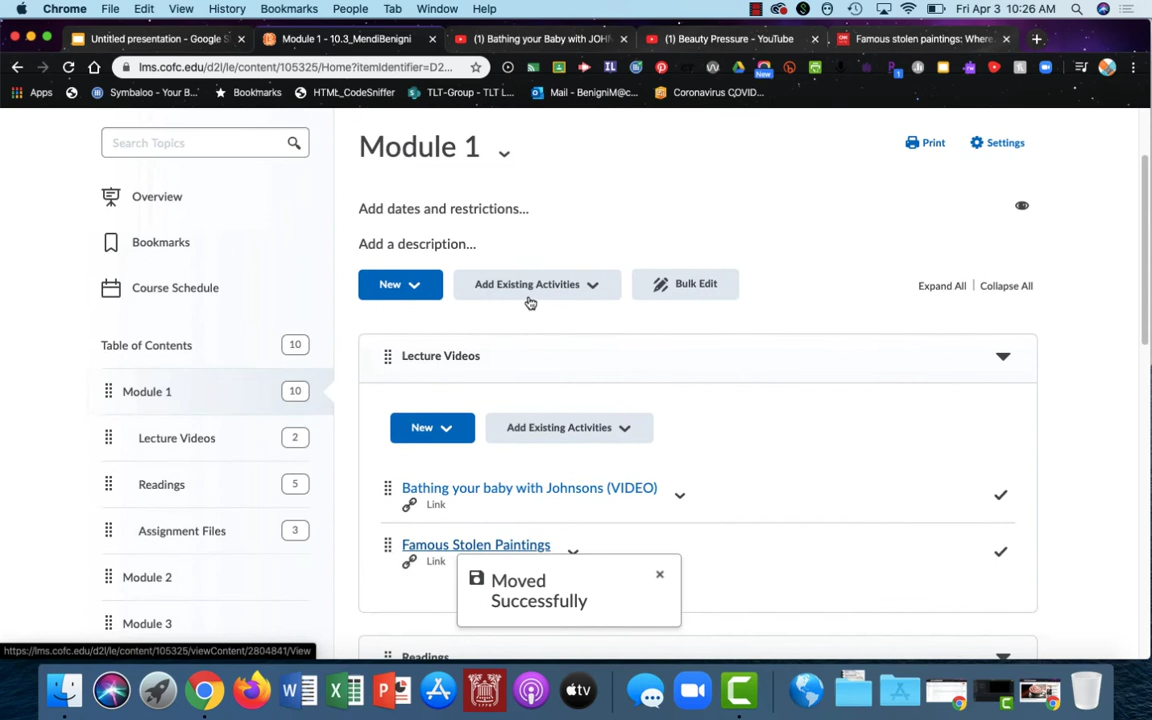 Chrome File Edit View History Bookmarks People Tab Window Help Fri Apr 3 10:26 AM
Untitled presentation - Google S Module 1 - 10.3_MendiBenigni (1) Bathing your Baby with JOH (1) Beauty Pressure - YouTube Famous stolen paintings: Where
lms.cofc.edu/d2l/le/content/105325/Home?itemIdentifier=D2...
New
1
Apps Symbaloo - Your B... Bookmarks HTML_CodeSniffer TLT-Group - TLT L... Mail - BenigniM@c... Coronavirus COVID...
Search Topics
Module 1
Print Settings
Overview
Add dates and restrictions...
Bookmarks
Add a description...
Course Schedule
New Add Existing Activities Bulk Edit Expand All | Collapse All
Table of Contents 10
Lecture Videos
Module 1 10
New Add Existing Activities
Lecture Videos 2
Readings 5
Bathing your baby with Johnsons (VIDEO)
Link
Assignment Files 3
Famous Stolen Paintings
Link
Moved
Successfully
Module 2
Module 3
Readings
https://lms.cofc.edu/d2l/le/content/105325/viewContent/2804841/View
tv